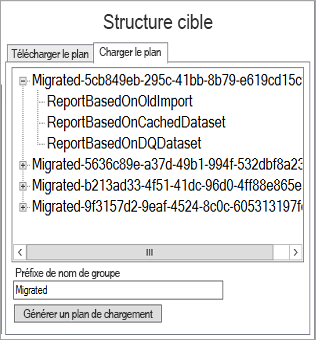 Structure cible
Télécharger le plan
Charger le plan
Migrated-5cb849eb-295c-41bb-8b79-e619cd15c
ReportBasedOnOldImport
ReportBasedOnCachedDataset
ReportBasedOnDQDataset
Migrated-5636c89e-a37d-49b1-994f-532dbf8a23
Migrated-b213ad33-4f51-41dc-96d0-4ff88e865e
Migrated-9f3157d2-9eaf-4524-8c0c-605313197f
Préfixe de nom de groupe
Migrated
Générer un plan de chargement